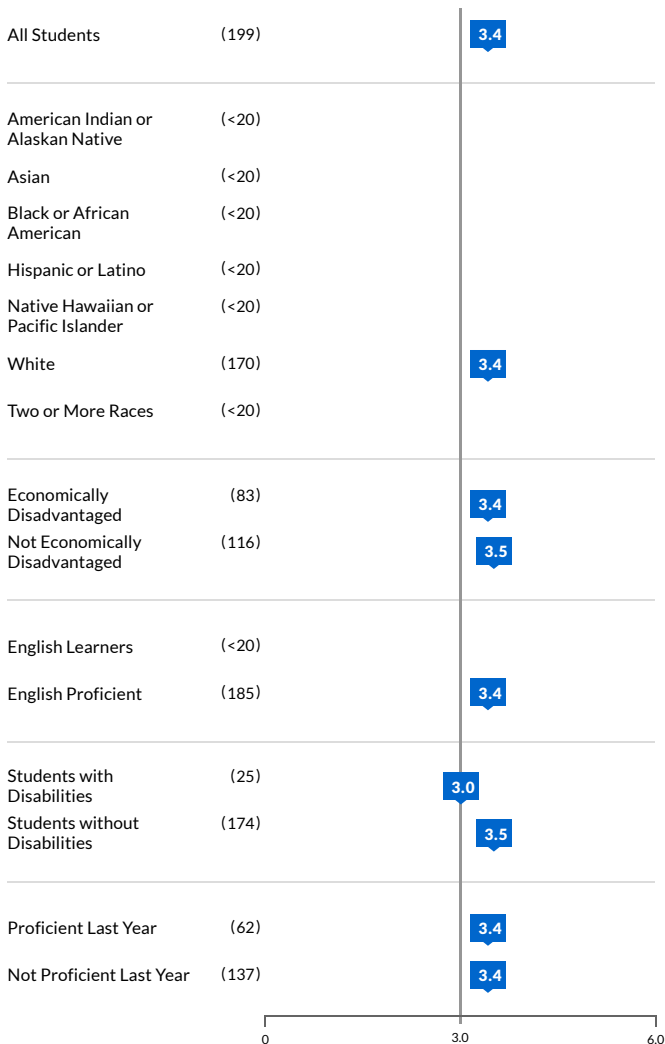 All Students (199) 3.4
American Indian or (<20)
Alaskan Native
Asian (<20)
Black or African (<20)
American
Hispanic or Latino (<20)
Native Hawaiian or (<20)
Pacific Islander
White (170) 3.4
Two or More Races (<20)
Economically (83) 3.4
Disadvantaged
Not Economically (116) 3.5
Disadvantaged
English Learners (<20)
English Proficient (185) 3.4
Students with (25) 3.0
Disabilities
Students without (174) 3.5
Disabilities
Proficient Last Year (62) 3.4
Not Proficient Last Year (137) 3.4
0 3.0 6.0